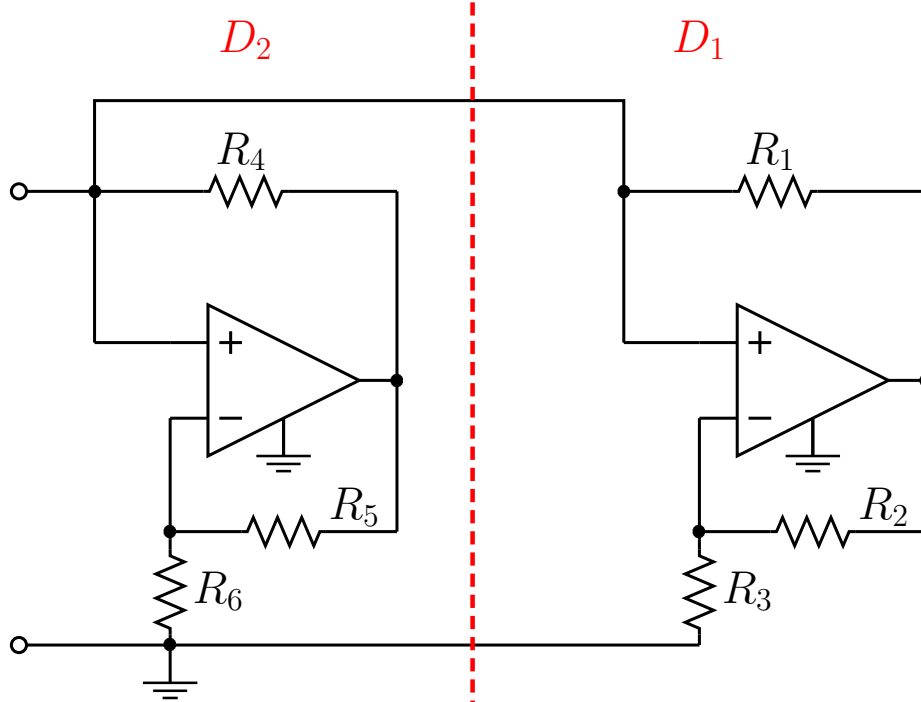 D₂ D₁
R₄ R₁
+ +
− −
R₅ R₂
R₆ R₃